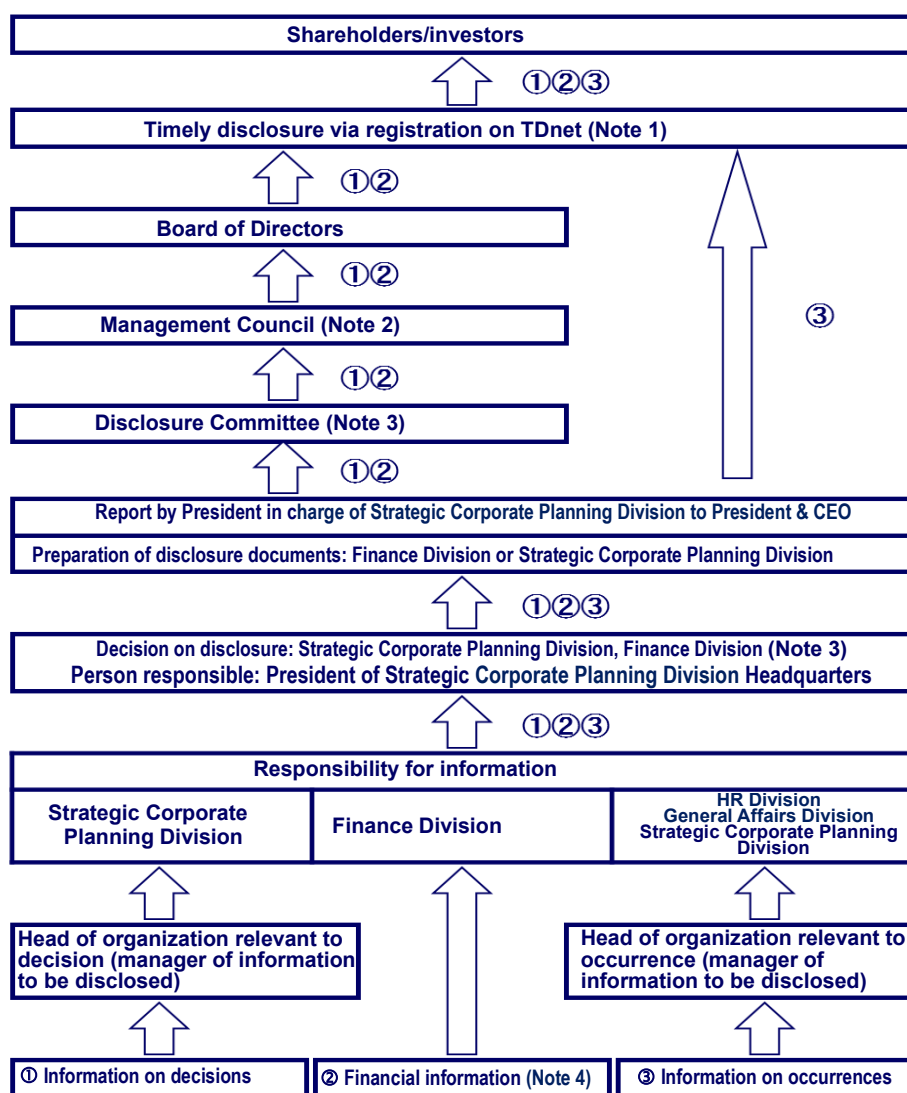 Shareholders/investors
①②③
Timely disclosure via registration on TDnet (Note 1)
①②
Board of Directors
①②
③
Management Council (Note 2)
①②
Disclosure Committee (Note 3)
①②
Report by President in charge of Strategic Corporate Planning Division to President & CEO
Preparation of disclosure documents: Finance Division or Strategic Corporate Planning Division
①②③
Decision on disclosure: Strategic Corporate Planning Division, Finance Division (Note 3)
Person responsible: President of Strategic Corporate Planning Division Headquarters
①②③
Responsibility for information
Strategic Corporate
Planning Division
Finance Division
HR Division
General Affairs Division
Strategic Corporate Planning
Division
Head of organization relevant to
decision (manager of information
to be disclosed)
Head of organization relevant to
occurrence (manager of
information to be disclosed)
① Information on decisions
② Financial information (Note 4)
③ Information on occurrences